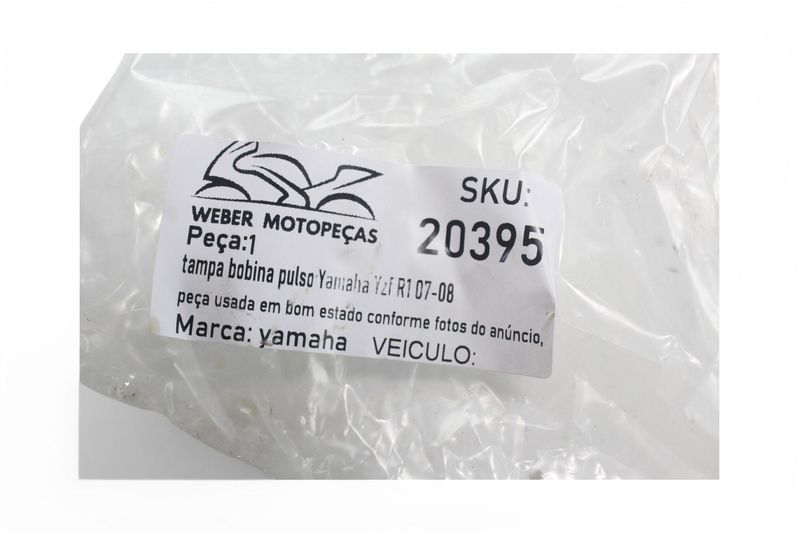 WEBER MOTOPEÇAS
SKU:
20395
Peça:1
tampa bobina pulso Yamaha Yzf R1 07-08
peça usada em bom estado conforme fotos do anúncio,
Marca: yamaha VEICULO: